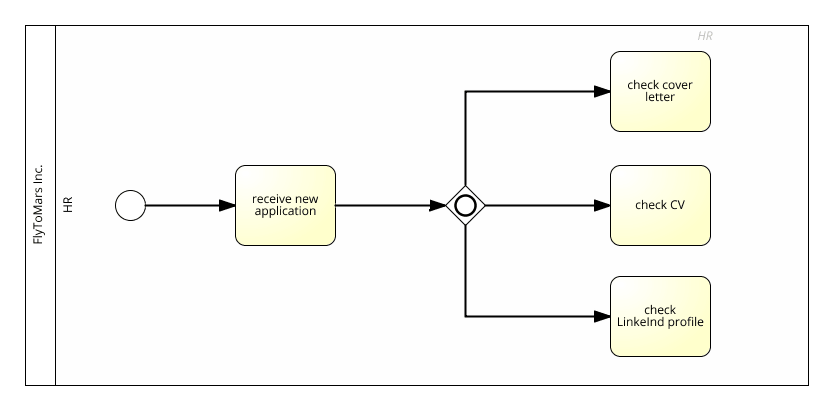 FlyToMars Inc.
HR
HR
receive new
application
check cover
letter
check CV
check
LinkeInd profile